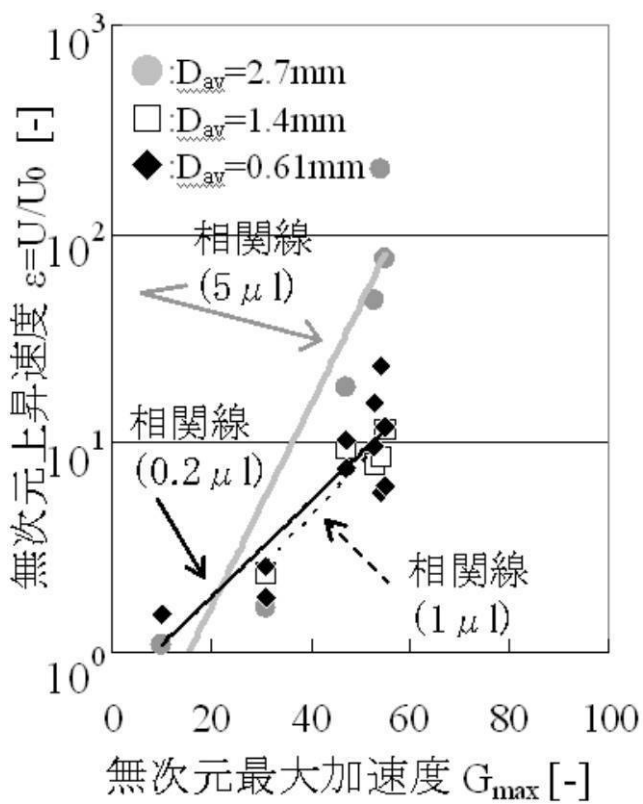 10³
:Dav=2.7mm
:Dav=1.4mm
:Dav=0.61mm
10²
相関線
(5μl)
10¹
相関線
(0.2μl)
相関線
(1μl)
10⁰
0 20 40 60 80 100
無次元最大加速度 Gmax [-]
無次元上昇速度 ε=U/U₀ [-]